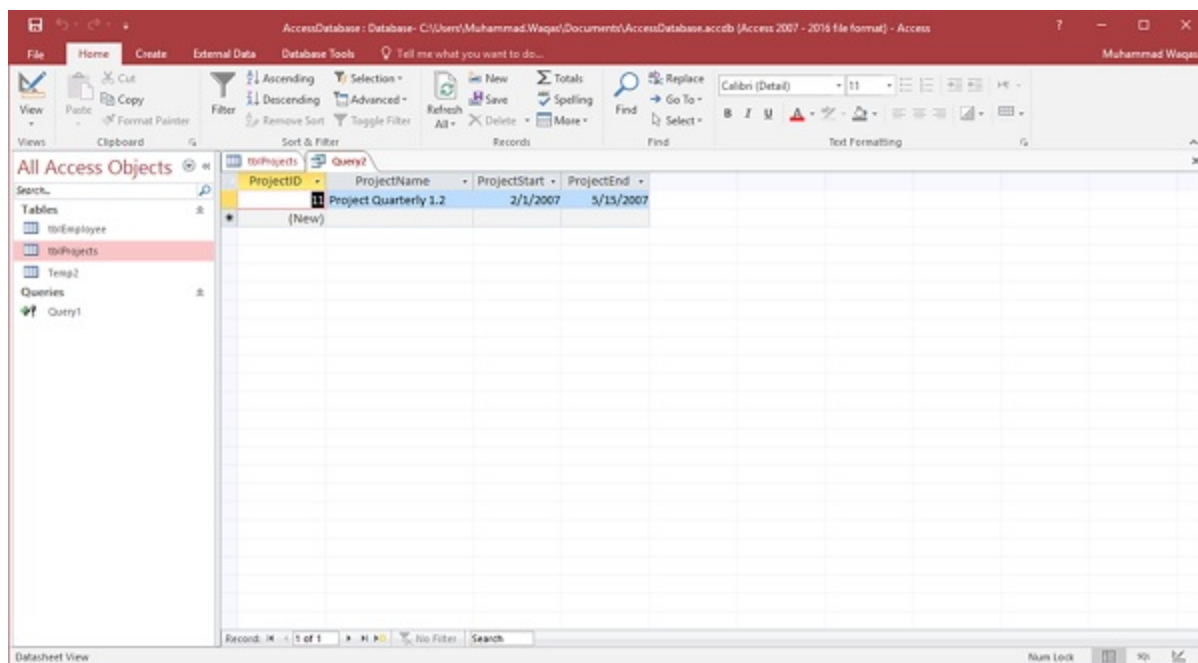 AccessDatabase : Database- C:\Users\Muhammad.Waqas\Documents\AccessDatabase.accdb (Access 2007 - 2016 file format) - Access
?
File Home Create External Data Database Tools Tell me what you want to do...
Muhammad Waqas
View
Paste
Cut
Copy
Format Painter
Filter
Ascending
Descending
Remove Sort
Selection
Advanced
Toggle Filter
Refresh
All
New
Save
Delete
Totals
Spelling
More
Find
Replace
Go To
Select
Calibri (Detail) 11
B I U A
Views Clipboard Sort & Filter Records Find Text Formatting
All Access Objects
Search...
Tables
tblEmployee
tblProjects
Temp2
Queries
Query1
tblProjects Query2
ProjectID ProjectName ProjectStart ProjectEnd
11 Project Quarterly 1.2 2/1/2007 5/15/2007
(New)
Record: 1 of 1 No Filter Search
Datasheet View Num Lock SQL